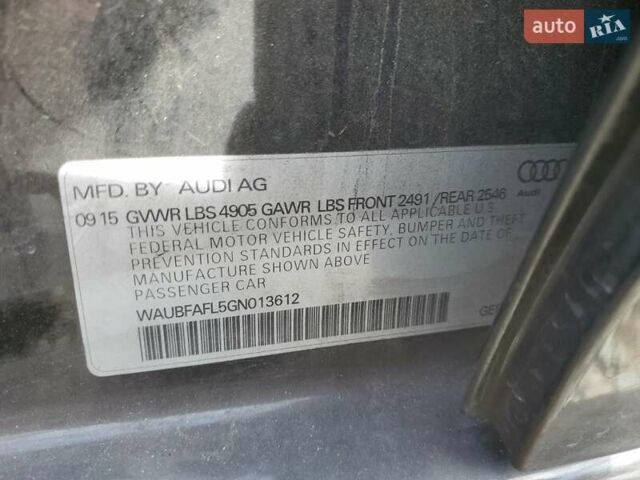 auto RIA.com
MFD. BY AUDI AG
Audi
09 15 GVWR LBS 4905 GAWR LBS FRONT 2491 /REAR 2546
THIS VEHICLE CONFORMS TO ALL APPLICABLE U.S.
FEDERAL MOTOR VEHICLE SAFETY, BUMPER AND THEFT
PREVENTION STANDARDS IN EFFECT ON THE DATE OF
MANUFACTURE SHOWN ABOVE
PASSENGER CAR
WAUBFAFL5GN013612